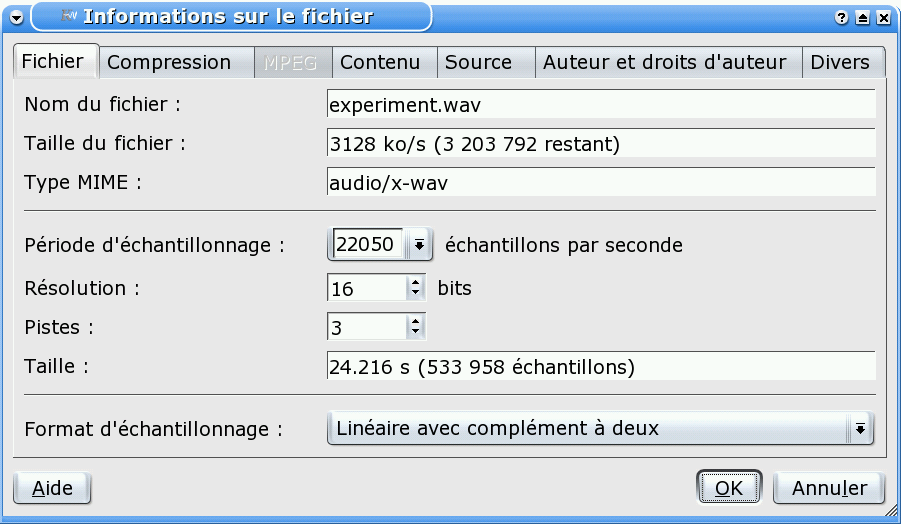 Informations sur le fichier
Fichier Compression MPEG Contenu Source Auteur et droits d'auteur Divers
Nom du fichier : experiment.wav
Taille du fichier : 3128 ko/s (3 203 792 restant)
Type MIME : audio/x-wav
Période d'échantillonnage : 22050 échantillons par seconde
Résolution : 16 bits
Pistes : 3
Taille : 24.216 s (533 958 échantillons)
Format d'échantillonnage : Linéaire avec complément à deux
Aide OK Annuler